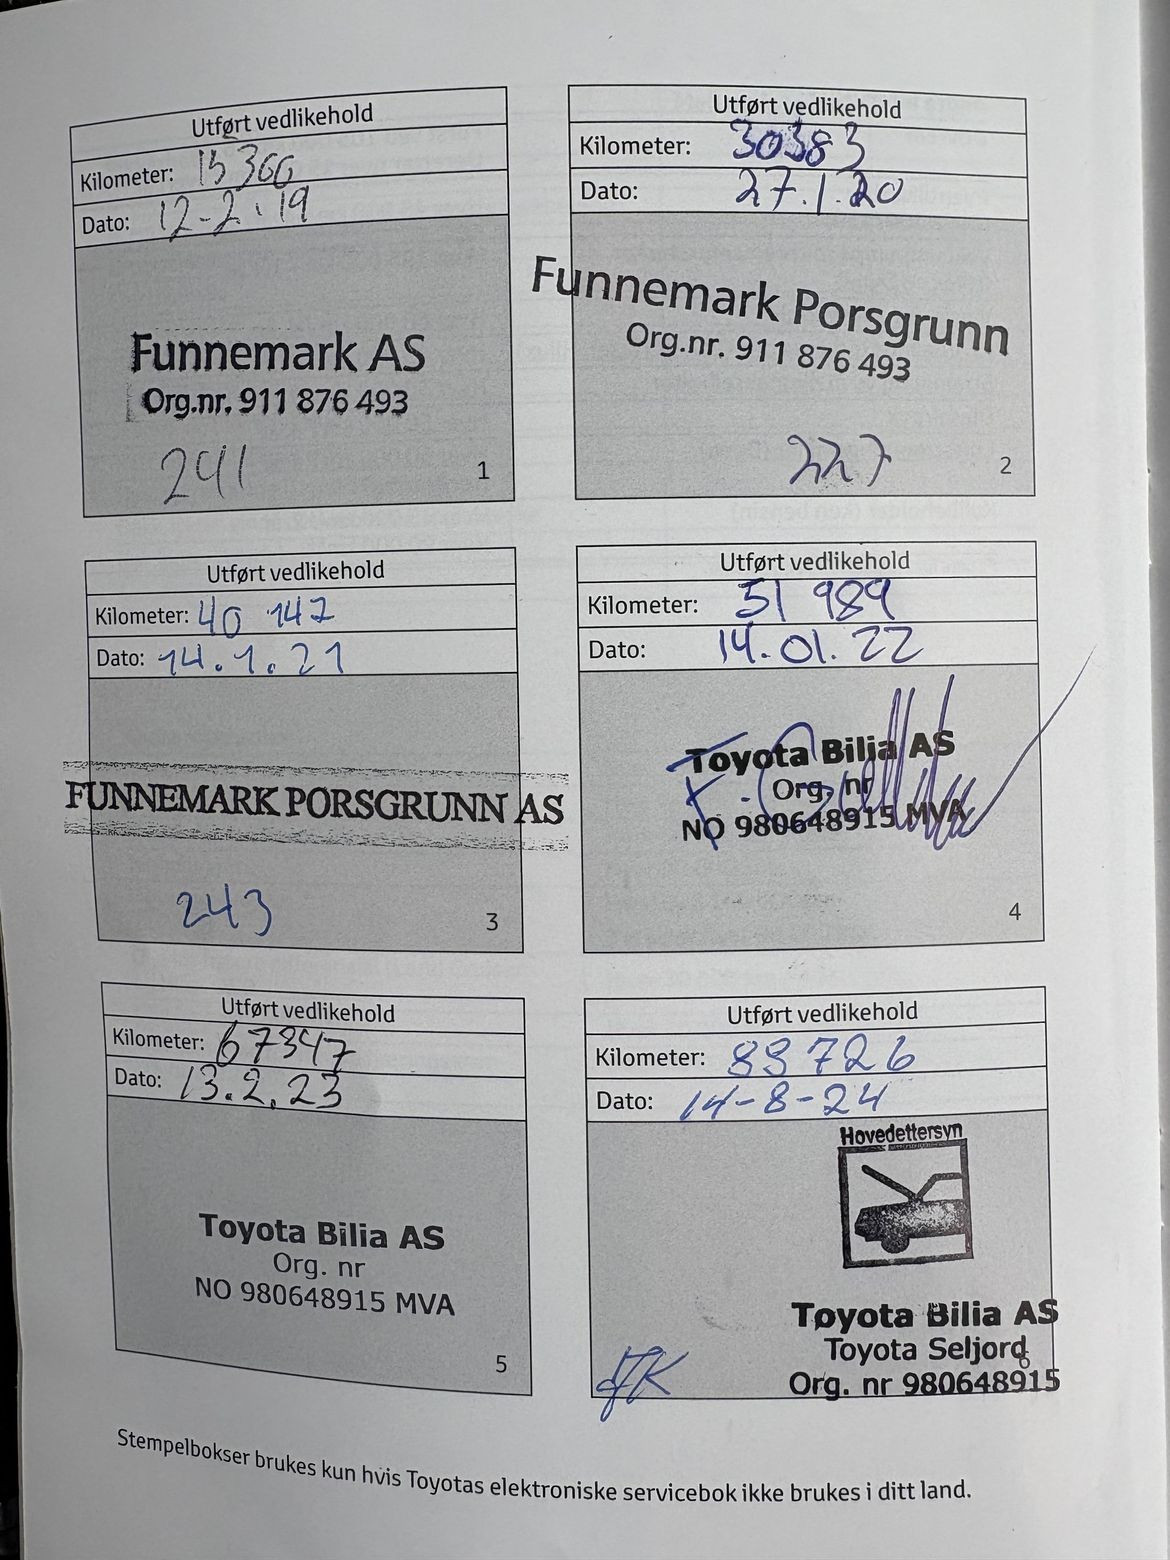 Utført vedlikehold
Kilometer: 15 366
Dato: 12-2.19
Funnemark AS
Org.nr. 911 876 493
241
1
Utført vedlikehold
Kilometer: 30383
Dato: 27.1.20
Funnemark Porsgrunn
Org.nr. 911 876 493
227
2
Utført vedlikehold
Kilometer: 40 147
Dato: 14.1.21
FUNNEMARK PORSGRUNN AS
243
3
Utført vedlikehold
Kilometer: 51 989
Dato: 14.01.22
Toyota Bilia AS
Org. nr
NO 980648915 MVA
4
Utført vedlikehold
Kilometer: 67347
Dato: 13.2.23
Toyota Bilia AS
Org. nr
NO 980648915 MVA
5
Utført vedlikehold
Kilometer: 89726
Dato: 14-8-24
Hovedettersyn
Toyota Bilia AS
Toyota Seljord
Org. nr 980648915
6
Stempelbokser brukes kun hvis Toyotas elektroniske servicebok ikke brukes i ditt land.